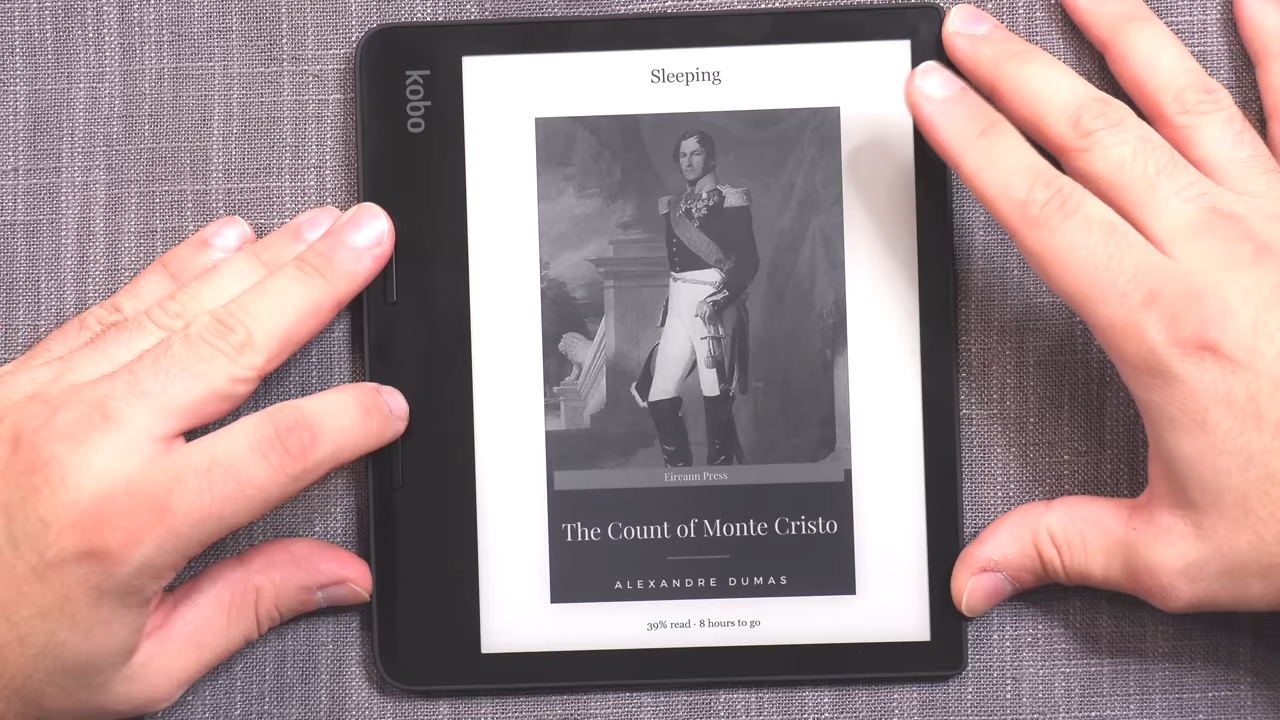 kobo
Sleeping
Eireann Press
The Count of Monte Cristo
ALEXANDRE DUMAS
39% read · 8 hours to go